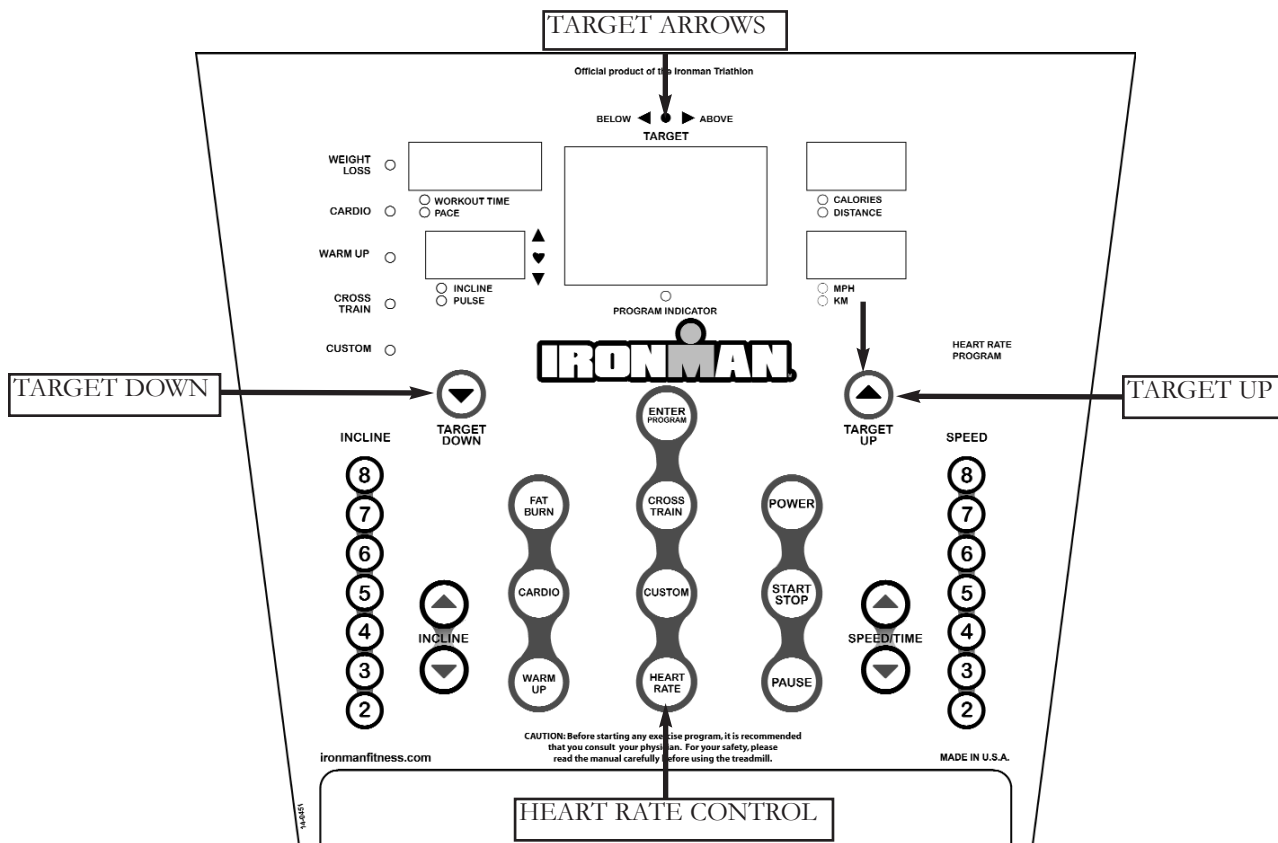 TARGET ARROWS
Official product of the Ironman Triathlon
BELOW ABOVE
TARGET
WEIGHT
LOSS
CARDIO
WARM UP
CROSS
TRAIN
CUSTOM
WORKOUT TIME
PACE
INCLINE
PULSE
PROGRAM INDICATOR
CALORIES
DISTANCE
MPH
KM
HEART RATE
PROGRAM
IRONMAN
TARGET DOWN
TARGET
DOWN
TARGET
UP
TARGET UP
INCLINE
8
7
6
5
4
3
2
INCLINE
FAT
BURN
CARDIO
WARM
UP
ENTER
PROGRAM
CROSS
TRAIN
CUSTOM
HEART
RATE
POWER
START
STOP
PAUSE
SPEED/TIME
SPEED
8
7
6
5
4
3
2
CAUTION: Before starting any exercise program, it is recommended
that you consult your physician. For your safety, please
read the manual carefully before using the treadmill.
ironmanfitness.com
MADE IN U.S.A.
14-0451
HEART RATE CONTROL